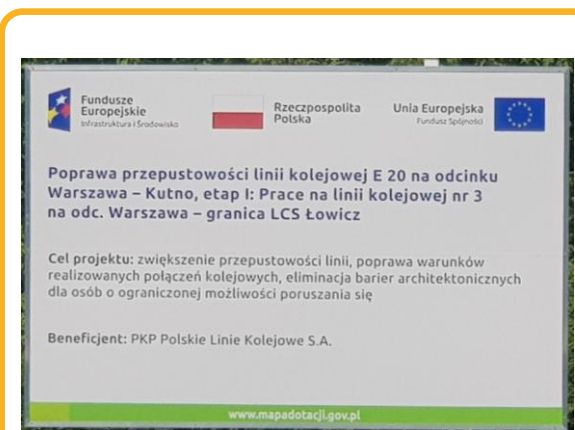 Fundusze
Europejskie
Infrastruktura i Środowisko
Rzeczpospolita
Polska
Unia Europejska
Fundusz Spójności
Poprawa przepustowości linii kolejowej E 20 na odcinku
Warszawa – Kutno, etap I: Prace na linii kolejowej nr 3
na odc. Warszawa – granica LCS Łowicz
Cel projektu: zwiększenie przepustowości linii, poprawa warunków
realizowanych połączeń kolejowych, eliminacja barier architektonicznych
dla osób o ograniczonej możliwości poruszania się
Beneficjent: PKP Polskie Linie Kolejowe S.A.
www.mapadotacji.gov.pl